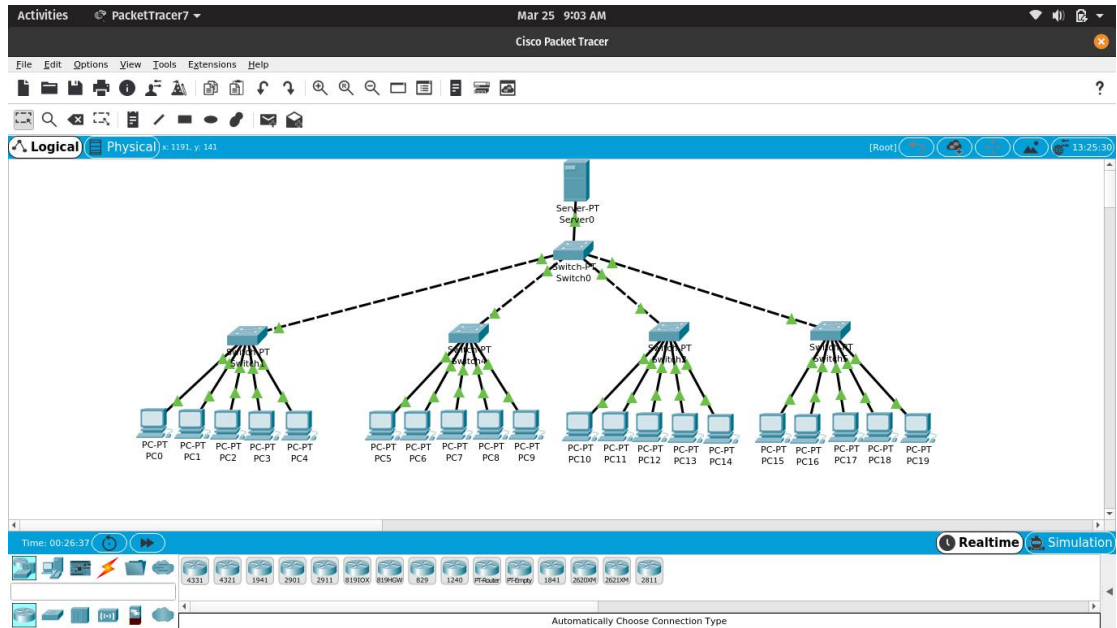 Activities PacketTracer7 Mar 25 9:03 AM
Cisco Packet Tracer
File Edit Options View Tools Extensions Help
?
Logical Physical x: 1191, y: 141 [Root] 13:25:30
Server-PT
Server0
Switch-PT
Switch0
Switch-PT
Switch1
PC-PT PC-PT PC-PT PC-PT PC-PT PC-PT PC-PT PC-PT PC-PT PC-PT PC-PT PC-PT PC-PT PC-PT PC-PT PC-PT PC-PT PC-PT PC-PT PC-PT
PC0 PC1 PC2 PC3 PC4 PC5 PC6 PC7 PC8 PC9 PC10 PC11 PC12 PC13 PC14 PC15 PC16 PC17 PC18 PC19
Time: 00:26:37 Realtime Simulation
4331 4321 1941 2901 2911 819IOX 819HGW 829 1240 PT-Router PT-Empty 1841 2620XM 2621XM 2811
Automatically Choose Connection Type